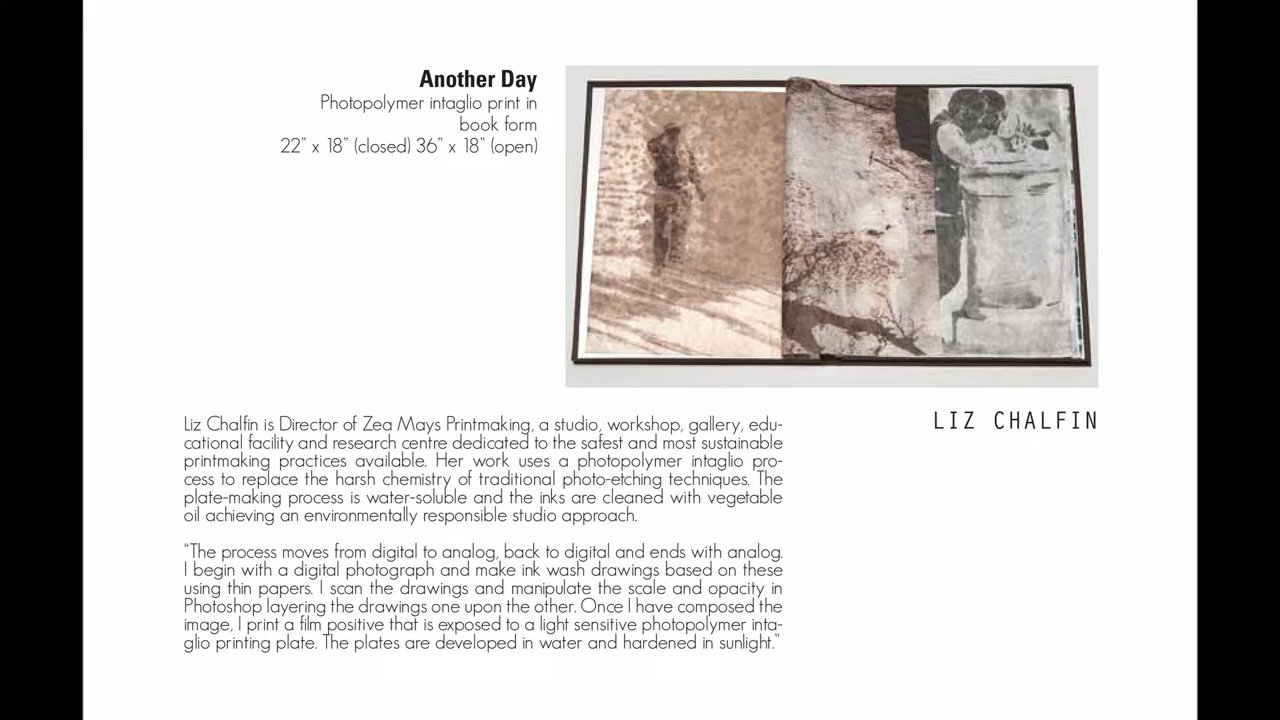 Another Day
Photopolymer intaglio print in
book form
22" x 18" (closed) 36" x 18" (open)
LIZ CHALFIN
Liz Chalfin is Director of Zea Mays Printmaking, a studio, workshop, gallery, edu-
cational facility and research centre dedicated to the safest and most sustainable
printmaking practices available. Her work uses a photopolymer intaglio pro-
cess to replace the harsh chemistry of traditional photo-etching techniques. The
plate-making process is water-soluble and the inks are cleaned with vegetable
oil achieving an environmentally responsible studio approach.
“The process moves from digital to analog, back to digital and ends with analog.
I begin with a digital photograph and make ink wash drawings based on these
using thin papers. I scan the drawings and manipulate the scale and opacity in
Photoshop layering the drawings one upon the other. Once I have composed the
image, I print a film positive that is exposed to a light sensitive photopolymer inta-
glio printing plate. The plates are developed in water and hardened in sunlight.”